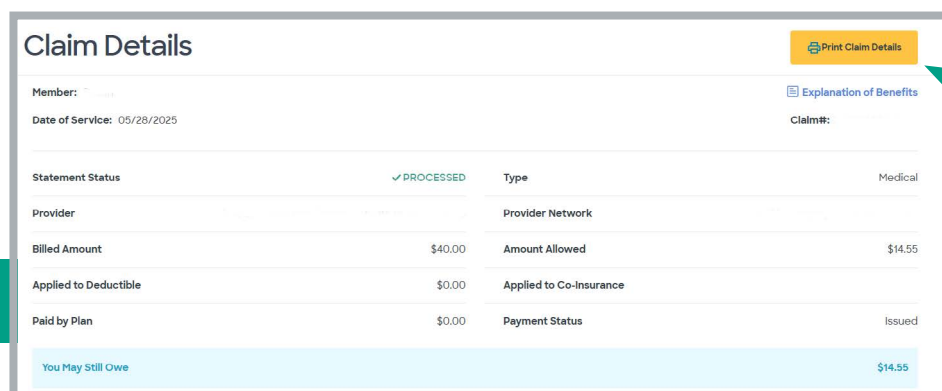 Claim Details
Print Claim Details
Member:
Explanation of Benefits
Date of Service: 05/28/2025
Claim#:
Statement Status ✓ PROCESSED Type Medical
Provider Provider Network
Billed Amount $40.00 Amount Allowed $14.55
Applied to Deductible $0.00 Applied to Co-Insurance
Paid by Plan $0.00 Payment Status Issued
You May Still Owe $14.55